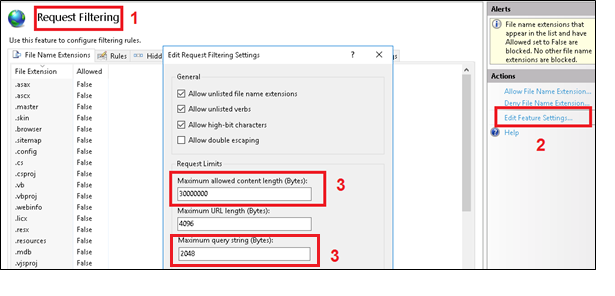 Request Filtering 1
Use this feature to configure filtering rules.
File Name Extensions
Rules
Hidd
gs
File Extension Allowed
.asax False
.ascx False
.master False
.skin False
.browser False
.sitemap False
.config False
.cs False
.csproj False
.vb False
.vbproj False
.webinfo False
.licx False
.resx False
.resources False
.mdb False
.vjsproj False
Edit Request Filtering Settings
General
Allow unlisted file name extensions
Allow unlisted verbs
Allow high-bit characters
Allow double escaping
Request Limits
Maximum allowed content length (Bytes):
30000000
3
Maximum URL length (Bytes):
4096
Maximum query string (Bytes):
2048
3
Alerts
File name extensions that
appear in the list and have
Allowed set to False are
blocked. No other file name
extensions are blocked.
Actions
Allow File Name Extension...
Deny File Name Extension...
Edit Feature Settings...
2
Help